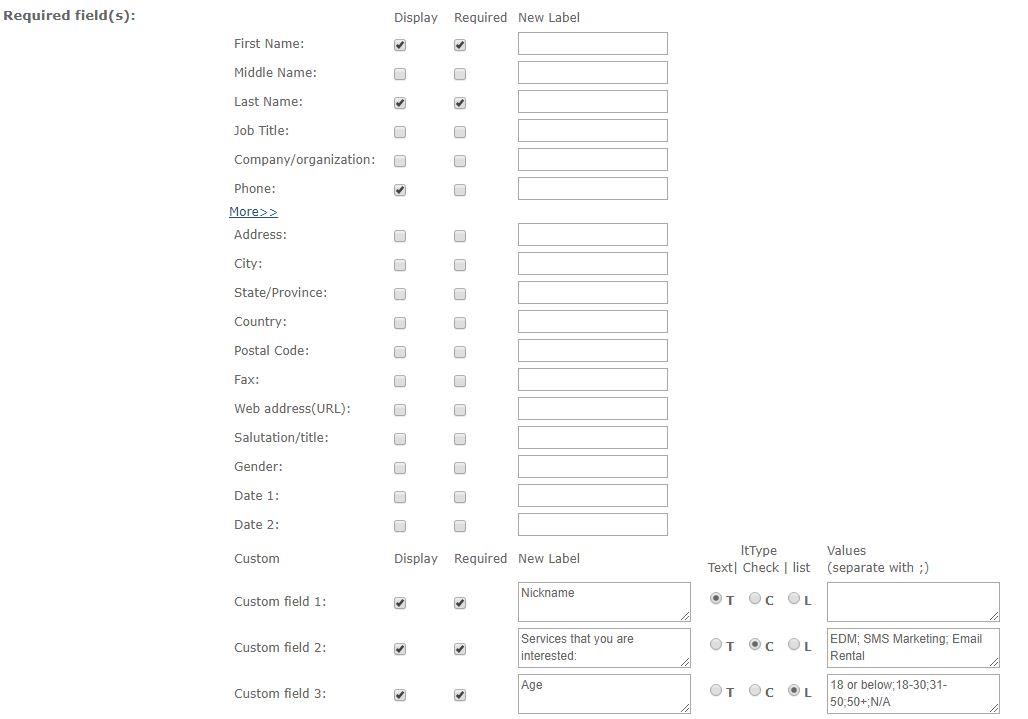 Required field(s):
Display Required New Label
First Name:
Middle Name:
Last Name:
Job Title:
Company/organization:
Phone:
More>>
Address:
City:
State/Province:
Country:
Postal Code:
Fax:
Web address(URL):
Salutation/title:
Gender:
Date 1:
Date 2:
Custom Display Required New Label ltType Values
Text| Check | list (separate with ;)
Custom field 1: Nickname T C L
Custom field 2: Services that you are T C L EDM; SMS Marketing; Email
interested: Rental
Custom field 3: Age T C L 18 or below;18-30;31-
50;50+;N/A